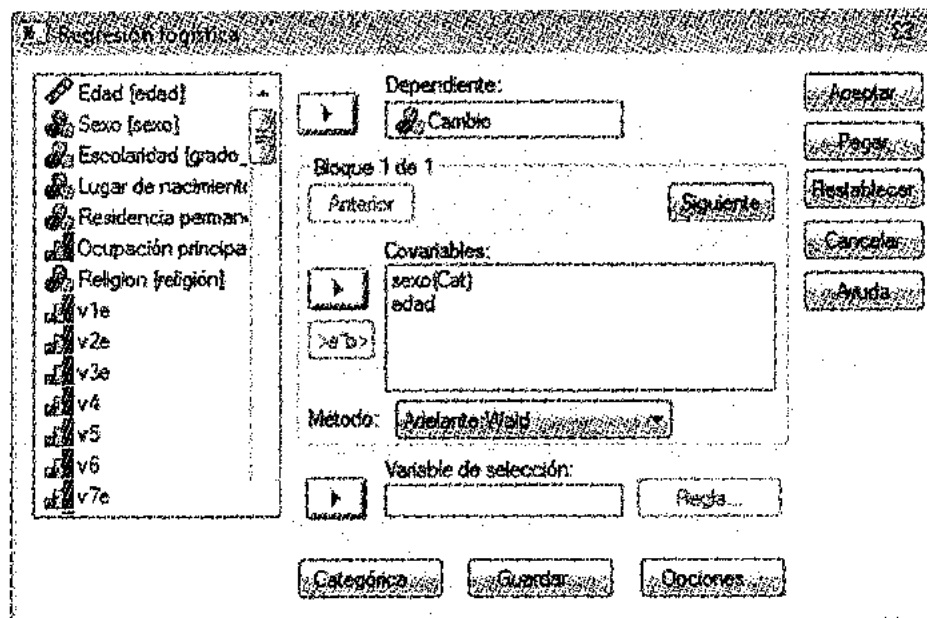 Regresión logística
Edad [edad]
Sexo [sexo]
Escolaridad [grado_
Lugar de nacimiento
Residencia perman
Ocupación principa
Religion [religión]
v1e
v2e
v3e
v4
v5
v6
v7e
Dependiente:
Cambio
Bloque 1 de 1
Anterior
Siguiente
Covariables:
sexo(Cat)
edad
>a*b>
Método:
Adelante:Wald
Variable de selección:
Regla...
Categórica
Guardar
Opciones
Aceptar
Pegar
Restablecer
Cancelar
Ayuda